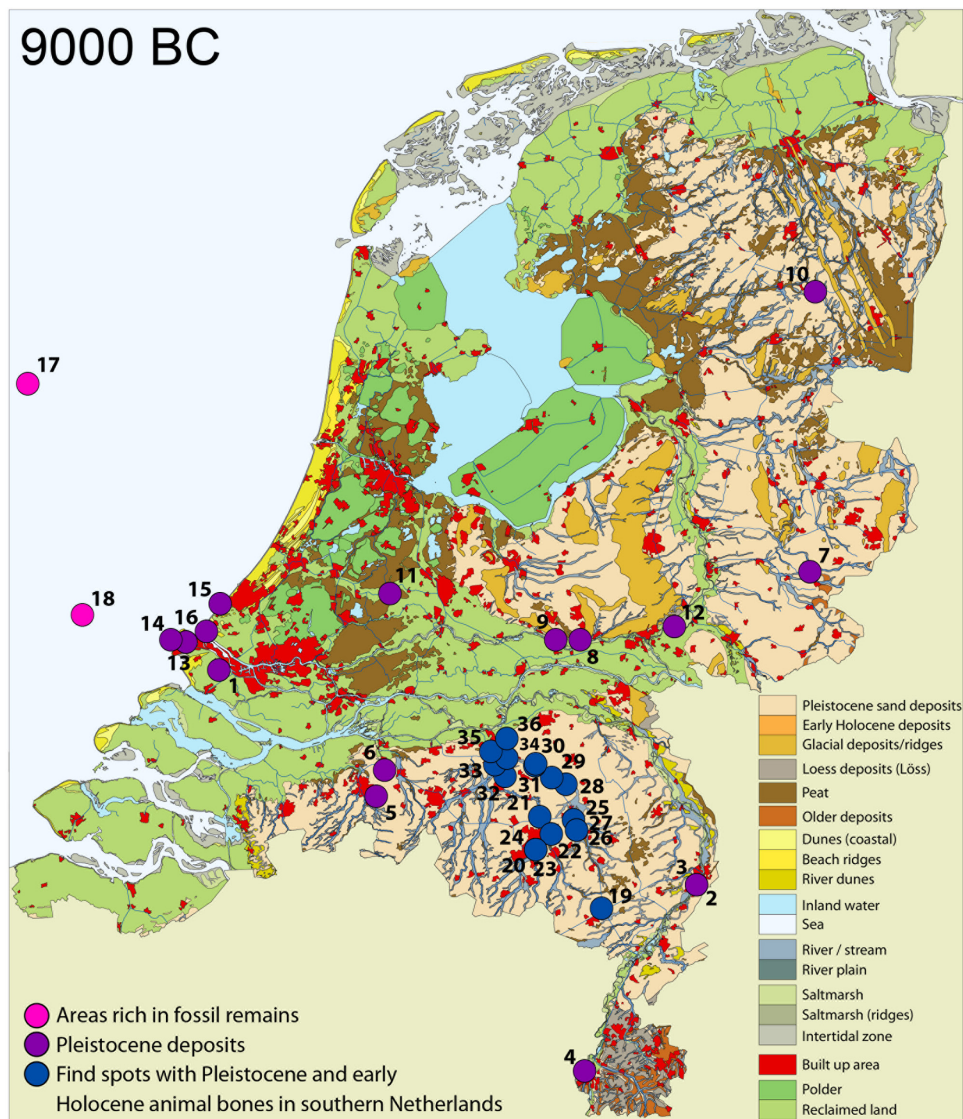 9000 BC
10
17
7
11
15
18
12
16
14
9
8
13
1
36
35
34 30
6
29
33
31
28
32
5
21
25
27
24
26
22
20
23
3
19
2
4
Pleistocene sand deposits
Early Holocene deposits
Glacial deposits/ridges
Loess deposits (Löss)
Peat
Older deposits
Dunes (coastal)
Beach ridges
River dunes
Inland water
Sea
River / stream
River plain
Saltmarsh
Saltmarsh (ridges)
Intertidal zone
Built up area
Polder
Reclaimed land
Areas rich in fossil remains
Pleistocene deposits
Find spots with Pleistocene and early
Holocene animal bones in southern Netherlands